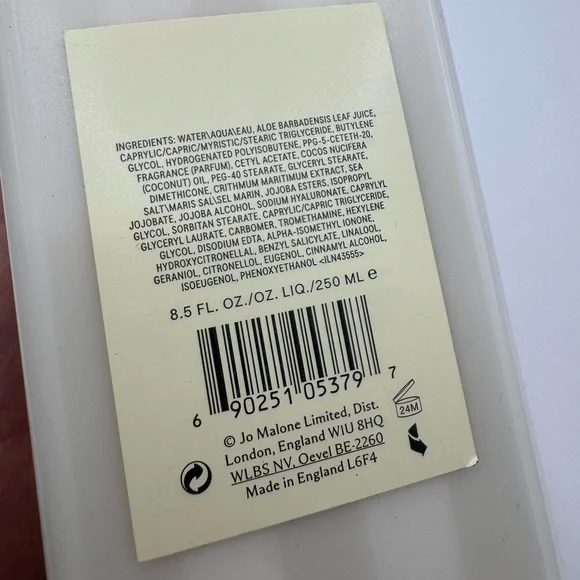 INGREDIENTS: WATER\AQUA\EAU, ALOE BARBADENSIS LEAF JUICE,
CAPRYLIC/CAPRIC/MYRISTIC/STEARIC TRIGLYCERIDE, BUTYLENE
GLYCOL, HYDROGENATED POLYISOBUTENE, PPG-5-CETETH-20,
FRAGRANCE (PARFUM), CETYL ACETATE, COCOS NUCIFERA
(COCONUT) OIL, PEG-40 STEARATE, GLYCERYL STEARATE,
DIMETHICONE, CRITHMUM MARITIMUM EXTRACT, SEA
SALT\MARIS SAL\SEL MARIN, JOJOBA ESTERS, ISOPROPYL
JOJOBATE, JOJOBA ALCOHOL, SODIUM HYALURONATE, CAPRYLYL
GLYCOL, SORBITAN STEARATE, CAPRYLIC/CAPRIC TRIGLYCERIDE,
GLYCERYL LAURATE, CARBOMER, TROMETHAMINE, HEXYLENE
GLYCOL, DISODIUM EDTA, ALPHA-ISOMETHYL IONONE,
HYDROXYCITRONELLAL, BENZYL SALICYLATE, LINALOOL,
GERANIOL, CITRONELLOL, EUGENOL, CINNAMYL ALCOHOL,
ISOEUGENOL, PHENOXYETHANOL <ILN43555>
8.5 FL. OZ./OZ. LIQ./250 ML ℮
6 90251 05379 7
24M
© Jo Malone Limited, Dist.
London, England W1U 8HQ
WLBS NV. Oevel BE-2260
Made in England L6F4